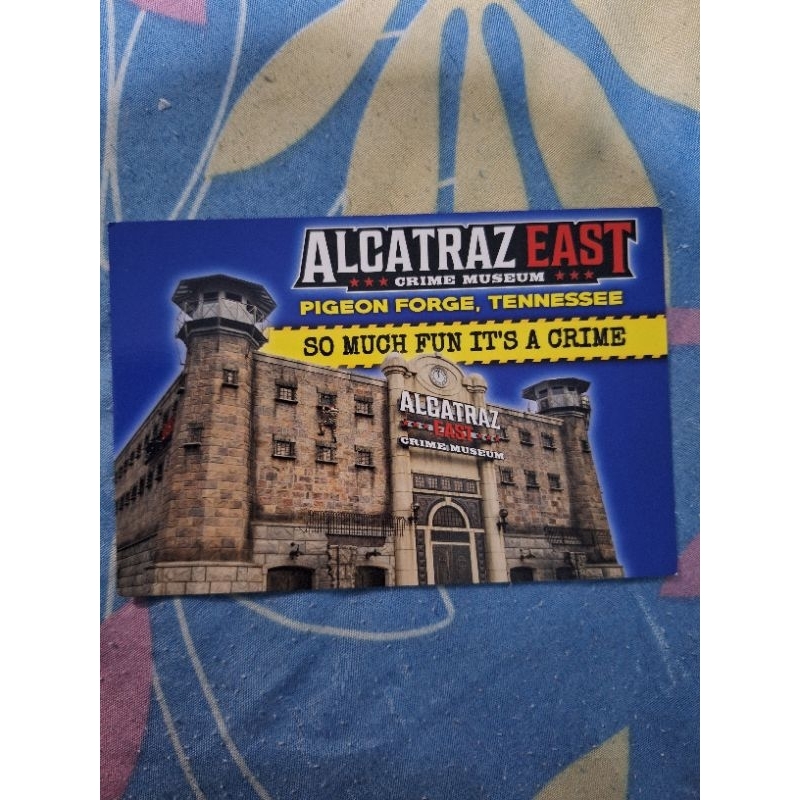 ALCATRAZ EAST
CRIME MUSEUM
PIGEON FORGE, TENNESSEE
SO MUCH FUN IT'S A CRIME
ALCATRAZ
EAST
CRIME MUSEUM